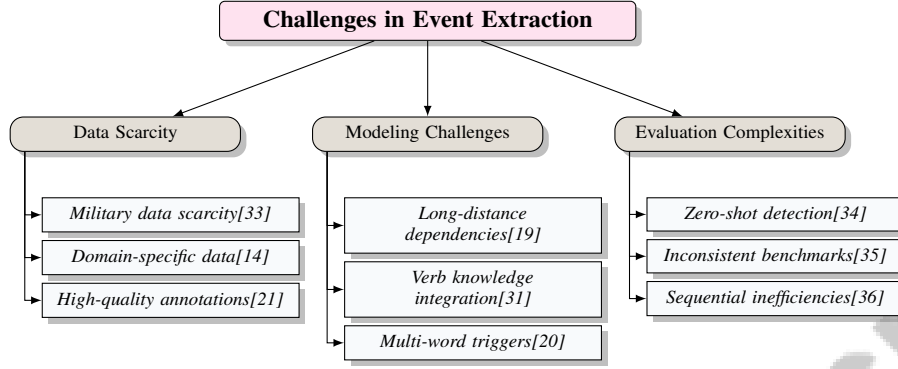 Challenges in Event Extraction
Data Scarcity
Military data scarcity[33]
Domain-specific data[14]
High-quality annotations[21]
Modeling Challenges
Long-distance
dependencies[19]
Verb knowledge
integration[31]
Multi-word triggers[20]
Evaluation Complexities
Zero-shot detection[34]
Inconsistent benchmarks[35]
Sequential inefficiencies[36]